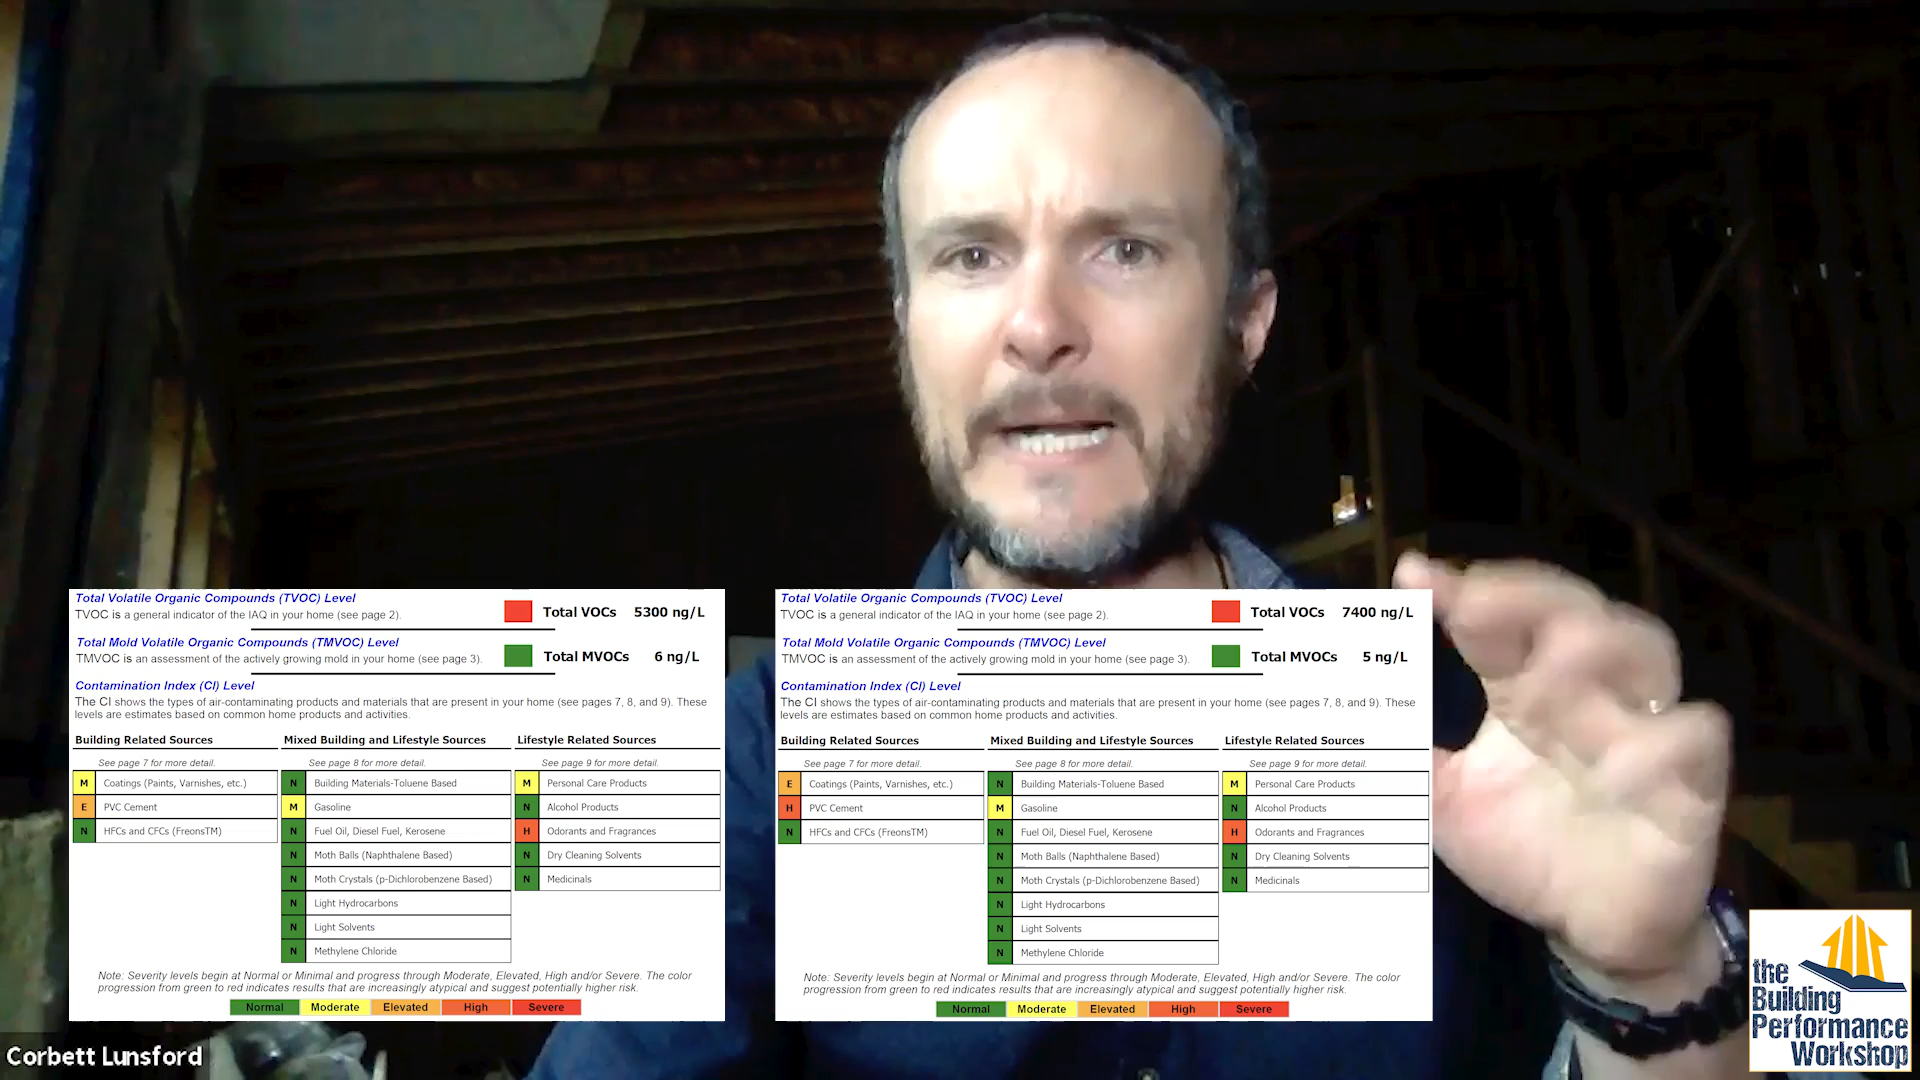 Total Volatile Organic Compounds (TVOC) Level
TVOC is a general indicator of the IAQ in your home (see page 2).
Total VOCs 5300 ng/L
Total Mold Volatile Organic Compounds (TMVOC) Level
TMVOC is an assessment of the actively growing mold in your home (see page 3).
Total MVOCs 6 ng/L
Contamination Index (CI) Level
The CI shows the types of air-contaminating products and materials that are present in your home (see pages 7, 8, and 9). These
levels are estimates based on common home products and activities.
Building Related Sources
See page 7 for more detail.
M Coatings (Paints, Varnishes, etc.)
E PVC Cement
N HFCs and CFCs (FreonsTM)
Mixed Building and Lifestyle Sources
See page 8 for more detail.
N Building Materials-Toluene Based
M Gasoline
N Fuel Oil, Diesel Fuel, Kerosene
N Moth Balls (Naphthalene Based)
N Moth Crystals (p-Dichlorobenzene Based)
N Light Hydrocarbons
N Light Solvents
N Methylene Chloride
Lifestyle Related Sources
See page 9 for more detail.
M Personal Care Products
N Alcohol Products
H Odorants and Fragrances
N Dry Cleaning Solvents
N Medicinals
Note: Severity levels begin at Normal or Minimal and progress through Moderate, Elevated, High and/or Severe. The color
progression from green to red indicates results that are increasingly atypical and suggest potentially higher risk.
Normal Moderate Elevated High Severe
Total Volatile Organic Compounds (TVOC) Level
TVOC is a general indicator of the IAQ in your home (see page 2).
Total VOCs 7400 ng/L
Total Mold Volatile Organic Compounds (TMVOC) Level
TMVOC is an assessment of the actively growing mold in your home (see page 3).
Total MVOCs 5 ng/L
Contamination Index (CI) Level
The CI shows the types of air-contaminating products and materials that are present in your home (see pages 7, 8, and 9). These
levels are estimates based on common home products and activities.
Building Related Sources
See page 7 for more detail.
E Coatings (Paints, Varnishes, etc.)
H PVC Cement
N HFCs and CFCs (FreonsTM)
Mixed Building and Lifestyle Sources
See page 8 for more detail.
N Building Materials-Toluene Based
M Gasoline
N Fuel Oil, Diesel Fuel, Kerosene
N Moth Balls (Naphthalene Based)
N Moth Crystals (p-Dichlorobenzene Based)
N Light Hydrocarbons
N Light Solvents
N Methylene Chloride
Lifestyle Related Sources
See page 9 for more detail.
M Personal Care Products
N Alcohol Products
H Odorants and Fragrances
N Dry Cleaning Solvents
N Medicinals
Note: Severity levels begin at Normal or Minimal and progress through Moderate, Elevated, High and/or Severe. The color
progression from green to red indicates results that are increasingly atypical and suggest potentially higher risk.
Normal Moderate Elevated High Severe
Corbett Lunsford
the
Building
Performance
Workshop